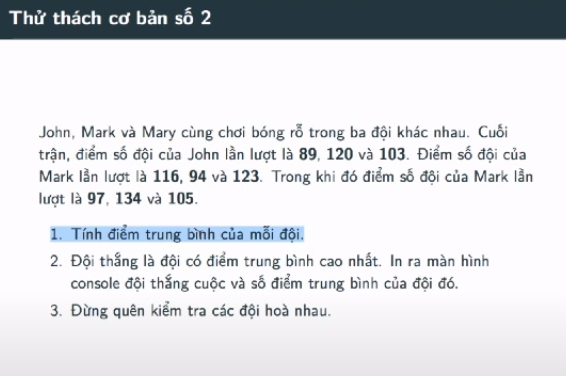 Thử thách cơ bản số 2
John, Mark và Mary cùng chơi bóng rổ trong ba đội khác nhau. Cuối
trận, điểm số đội của John lần lượt là 89, 120 và 103. Điểm số đội của
Mark lần lượt là 116, 94 và 123. Trong khi đó điểm số đội của Mark lần
lượt là 97, 134 và 105.
1. Tính điểm trung bình của mỗi đội.
2. Đội thắng là đội có điểm trung bình cao nhất. In ra màn hình
console đội thắng cuộc và số điểm trung bình của đội đó.
3. Đừng quên kiểm tra các đội hoà nhau.